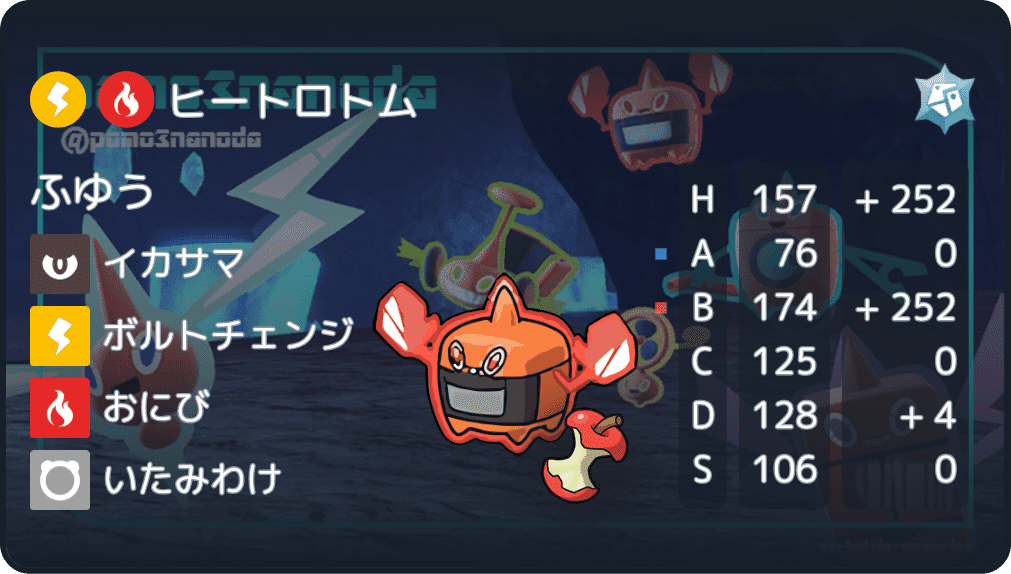 pamo3nanoda
ヒートロトム
@pamo3nanoda
ふゆう
イカサマ
ボルトチェンジ
おにび
いたみわけ
H 157 +252
A 76 0
B 174 +252
C 125 0
D 128 +4
S 106 0